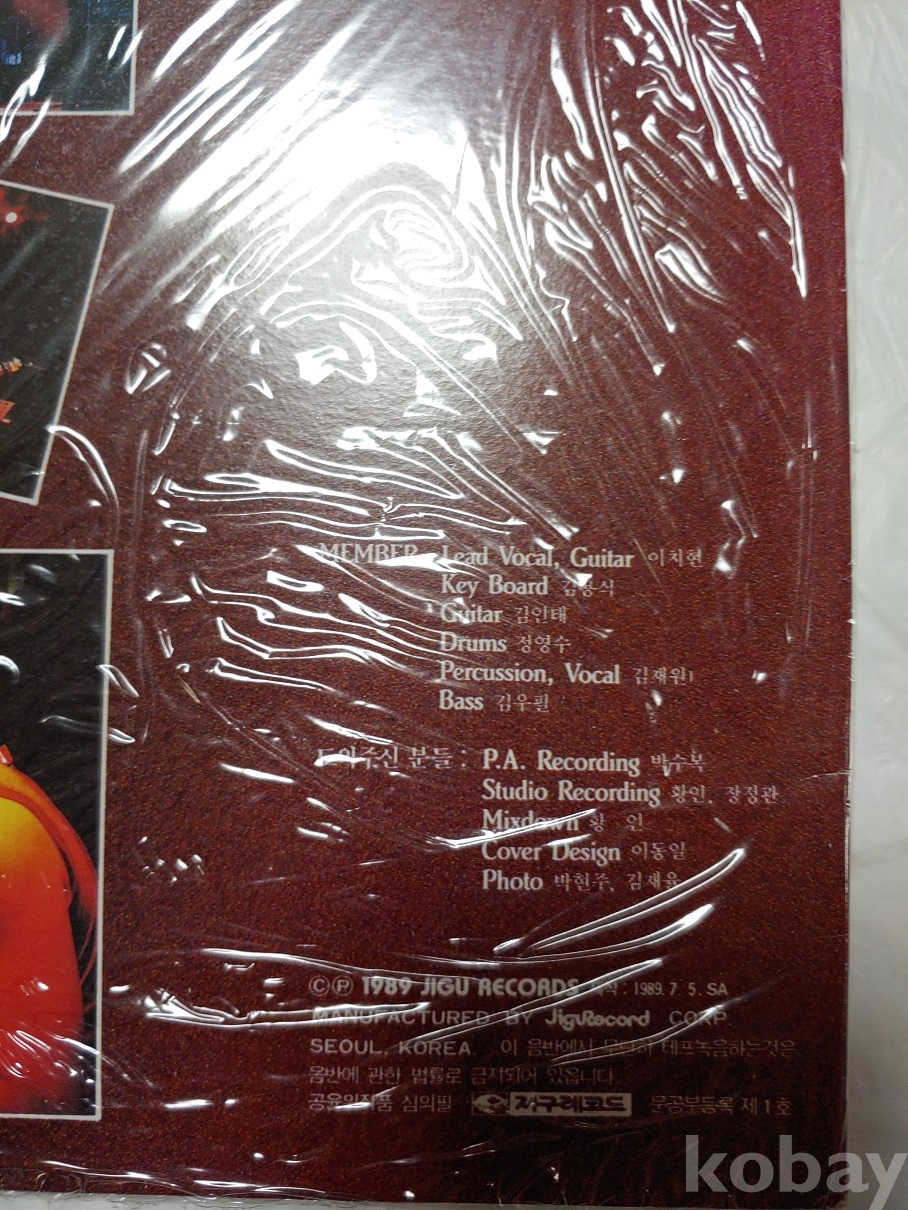 MEMBER Lead Vocal, Guitar 이치현
Key Board 김용식
Guitar 김인태
Drums 정영수
Percussion, Vocal 김재원
Bass 김우필
도와주신 분들 : P.A. Recording 박수복
Studio Recording 황인, 장정관
Mixdown 황 인
Cover Design 이동일
Photo 박현주, 김재윤
ⒸⓅ 1989 JIGU RECORDS 제작 : 1989. 7. 5. SA
MANUFACTURED BY JiguRecord CORP.
SEOUL, KOREA. 이 음반에서 무단히 테프녹음하는것은
음반에 관한 법률로 금지되어 있읍니다.
공윤위작품 심의필 지구레코드 문공부등록 제1호
kobay